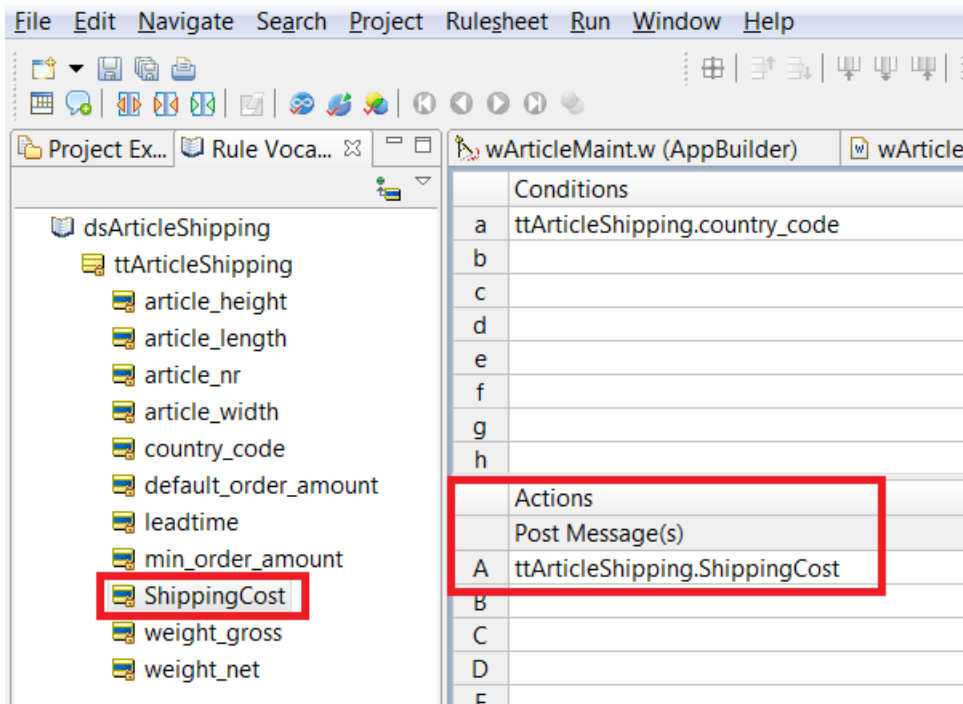 File Edit Navigate Search Project Rulesheet Run Window Help
Project Ex... Rule Voca...
wArticleMaint.w (AppBuilder) wArticle
dsArticleShipping
ttArticleShipping
article_height
article_length
article_nr
article_width
country_code
default_order_amount
leadtime
min_order_amount
ShippingCost
weight_gross
weight_net
Conditions
a ttArticleShipping.country_code
b
c
d
e
f
g
h
Actions
Post Message(s)
A ttArticleShipping.ShippingCost
B
C
D